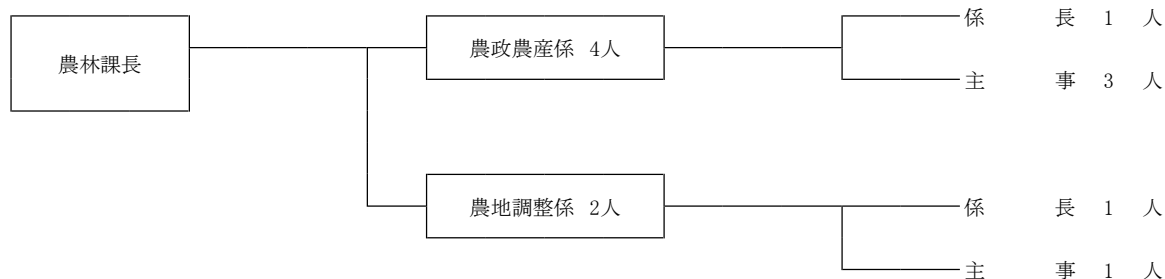 農林課長
農政農産係 4人
係 長 1 人
主 事 3 人
農地調整係 2人
係 長 1 人
主 事 1 人